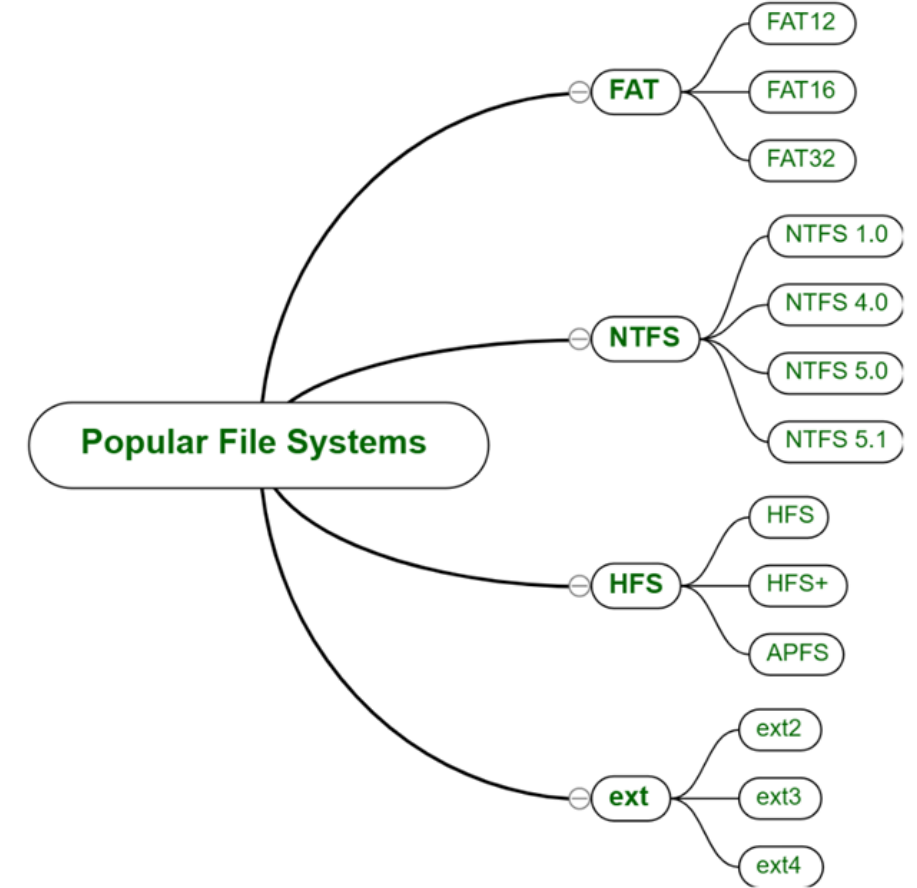 Popular File Systems
FAT
FAT12
FAT16
FAT32
NTFS
NTFS 1.0
NTFS 4.0
NTFS 5.0
NTFS 5.1
HFS
HFS
HFS+
APFS
ext
ext2
ext3
ext4